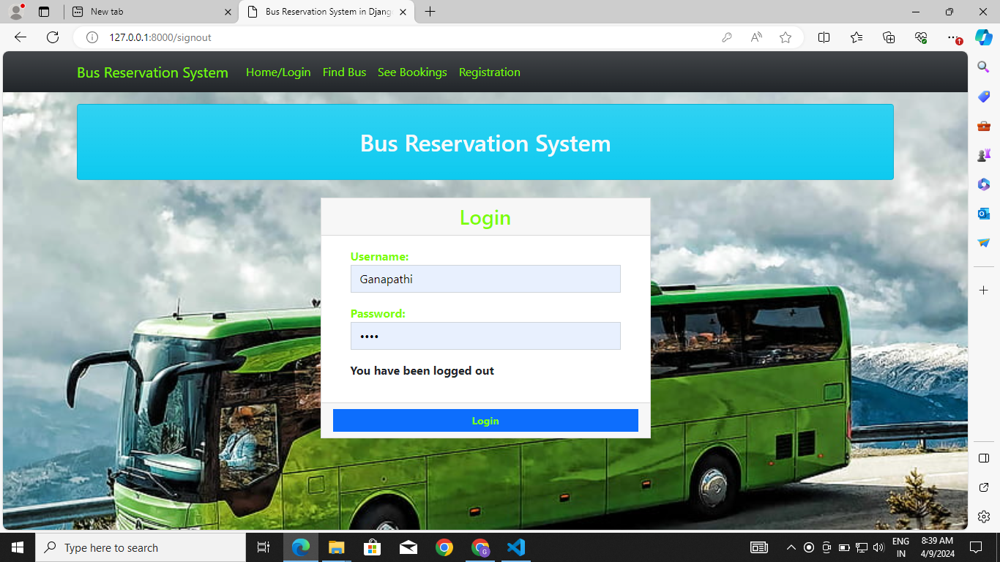 New tab
Bus Reservation System in Djang
127.0.0.1:8000/signout
Bus Reservation System Home/Login Find Bus See Bookings Registration
Bus Reservation System
Login
Username:
Ganapathi
Password:
••••
You have been logged out
Login
Type here to search
G
ENG
IN
8:39 AM
4/9/2024